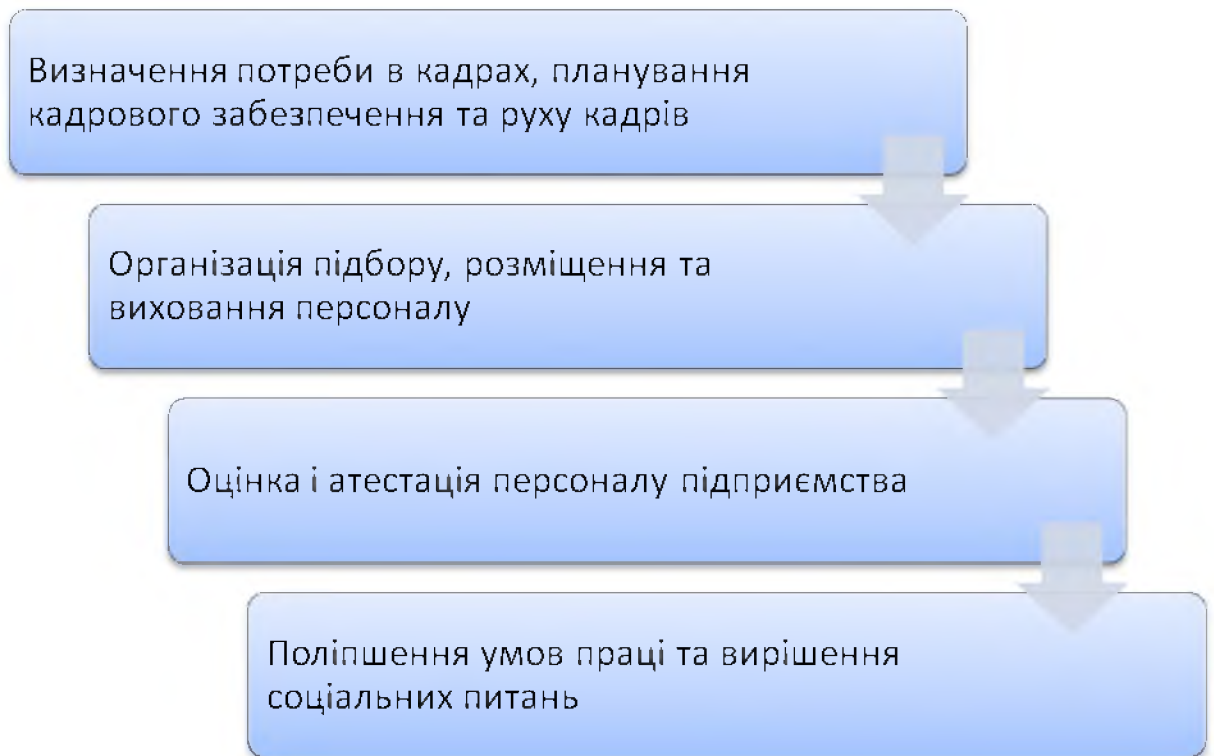 Визначення потреби в кадрах, планування
кадрового забезпечення та руху кадрів
Організація підбору, розміщення та
виховання персоналу
Оцінка і атестація персоналу підприємства
Поліпшення умов праці та вирішення
соціальних питань